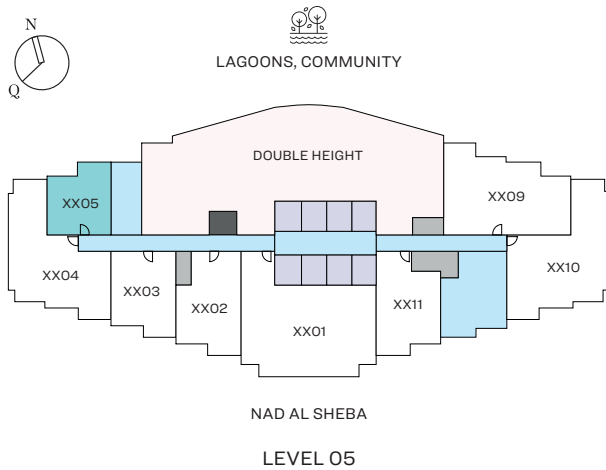 N
Q
LAGOONS, COMMUNITY
DOUBLE HEIGHT
XX05
XX09
XX04
XX03
XX02
XX01
XX11
XX10
NAD AL SHEBA
LEVEL 05